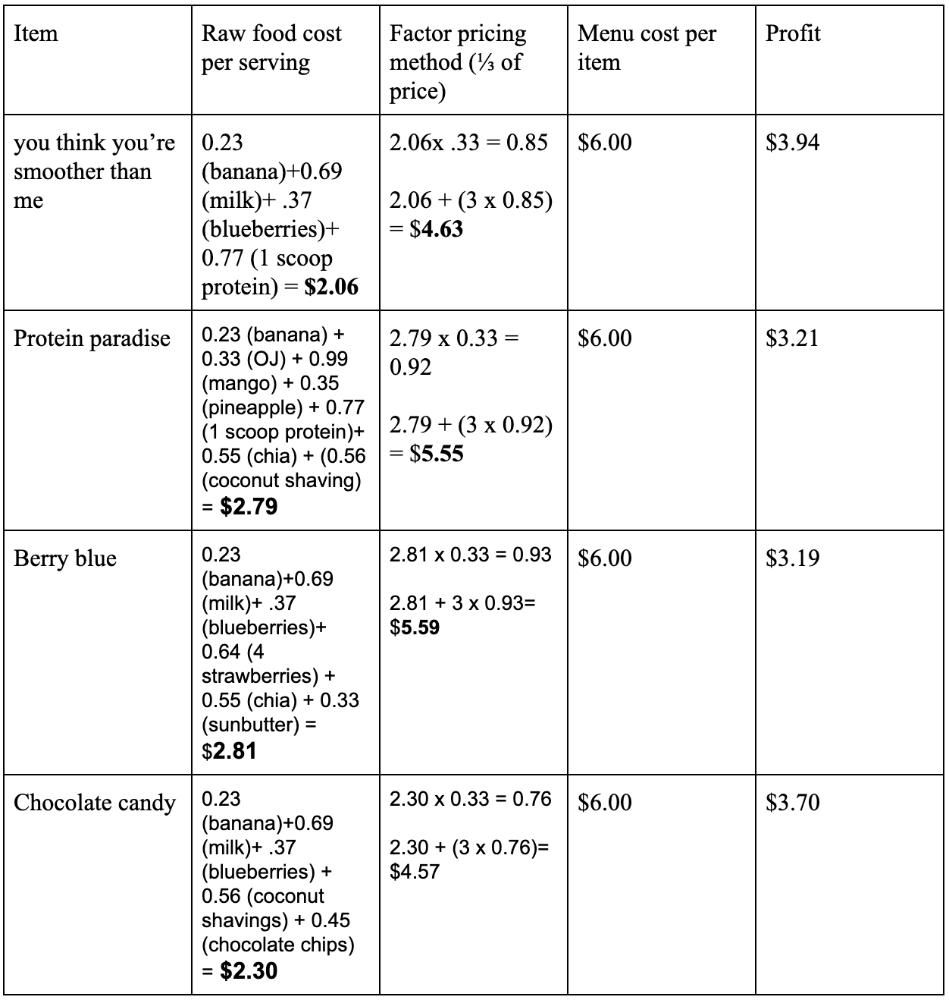 Item
Raw food cost
per serving
Factor pricing
method (⅓ of
price)
Menu cost per
item
Profit
you think you’re
smoother than
me
0.23
(banana)+0.69
(milk)+ .37
(blueberries)+
0.77 (1 scoop
protein) = $2.06
2.06x .33 = 0.85
2.06 + (3 x 0.85)
= $4.63
$6.00
$3.94
Protein paradise
0.23 (banana) +
0.33 (OJ) + 0.99
(mango) + 0.35
(pineapple) + 0.77
(1 scoop protein)+
0.55 (chia) + (0.56
(coconut shaving)
= $2.79
2.79 x 0.33 =
0.92
2.79 + (3 x 0.92)
= $5.55
$6.00
$3.21
Berry blue
0.23
(banana)+0.69
(milk)+ .37
(blueberries)+
0.64 (4
strawberries) +
0.55 (chia) + 0.33
(sunbutter) =
$2.81
2.81 x 0.33 = 0.93
2.81 + 3 x 0.93=
$5.59
$6.00
$3.19
Chocolate candy
0.23
(banana)+0.69
(milk)+ .37
(blueberries) +
0.56 (coconut
shavings) + 0.45
(chocolate chips)
= $2.30
2.30 x 0.33 = 0.76
2.30 + (3 x 0.76)=
$4.57
$6.00
$3.70